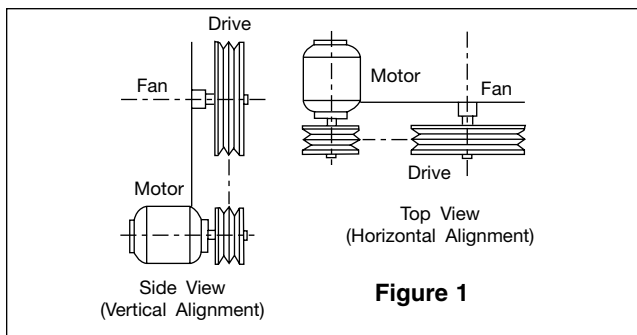 Drive
Fan
Motor
Side View
(Vertical Alignment)
Motor
Fan
Drive
Top View
(Horizontal Alignment)
Figure 1